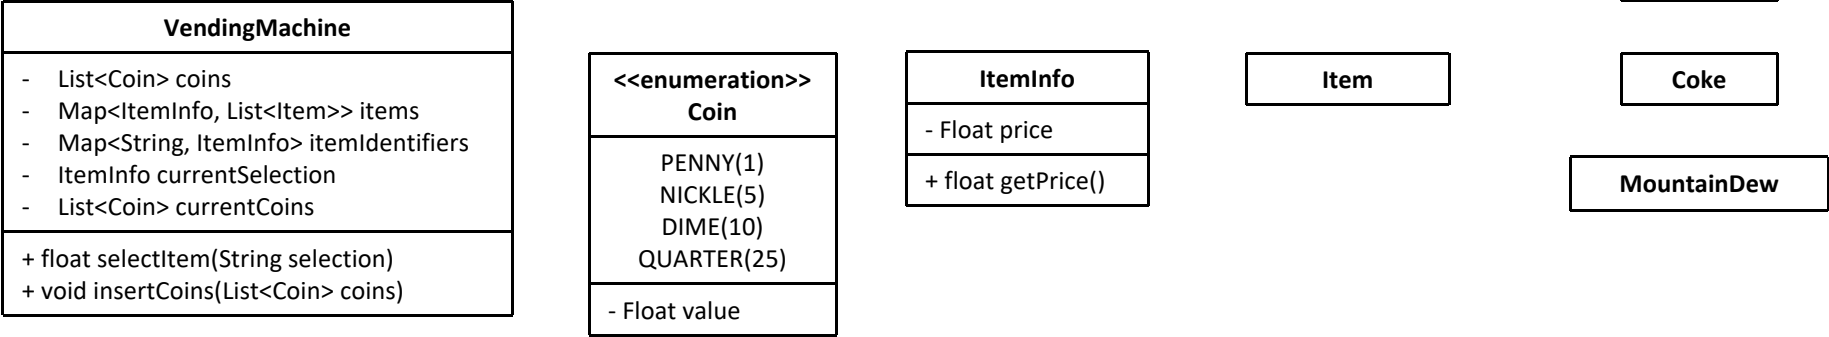 VendingMachine
- List<Coin> coins
- Map<ItemInfo, List<Item>> items
- Map<String, ItemInfo> itemIdentifiers
- ItemInfo currentSelection
- List<Coin> currentCoins
+ float selectItem(String selection)
+ void insertCoins(List<Coin> coins)
<<enumeration>>
Coin
PENNY(1)
NICKLE(5)
DIME(10)
QUARTER(25)
- Float value
ItemInfo
- Float price
+ float getPrice()
Item
Coke
MountainDew